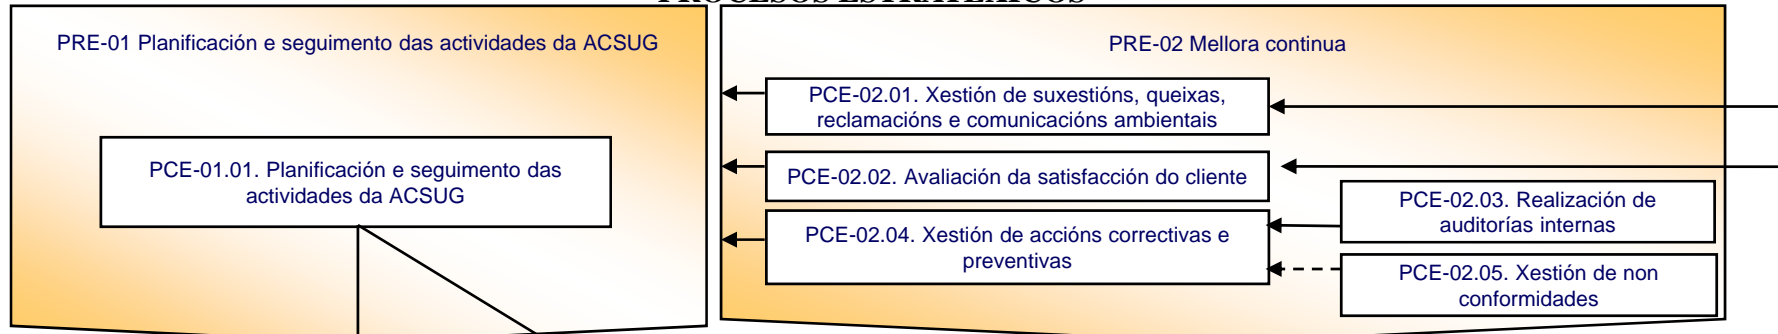 PROCESOS ESTRATÉXICOS
PRE-01 Planificación e seguimento das actividades da ACSUG
PCE-01.01. Planificación e seguimento das
actividades da ACSUG
PRE-02 Mellora continua
PCE-02.01. Xestión de suxestións, queixas,
reclamacións e comunicacións ambientais
PCE-02.02. Avaliación da satisfacción do cliente
PCE-02.03. Realización de
auditorías internas
PCE-02.04. Xestión de accións correctivas e
preventivas
PCE-02.05. Xestión de non
conformidades